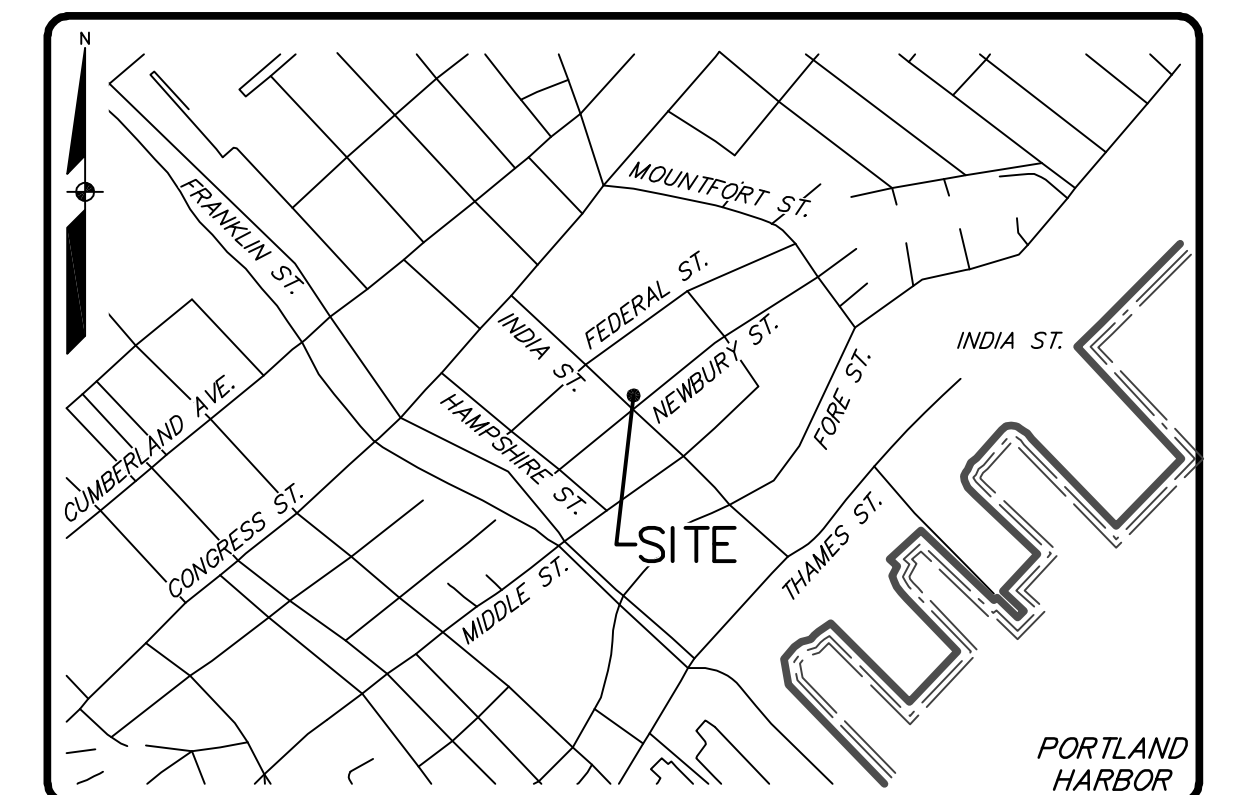 N
MOUNTFORT ST.
FRANKLIN ST.
FEDERAL ST.
INDIA ST.
NEWBURY ST.
INDIA ST.
FORE ST.
HAMPSHIRE ST.
CUMBERLAND AVE.
CONGRESS ST.
SITE
THAMES ST.
MIDDLE ST.
PORTLAND
HARBOR